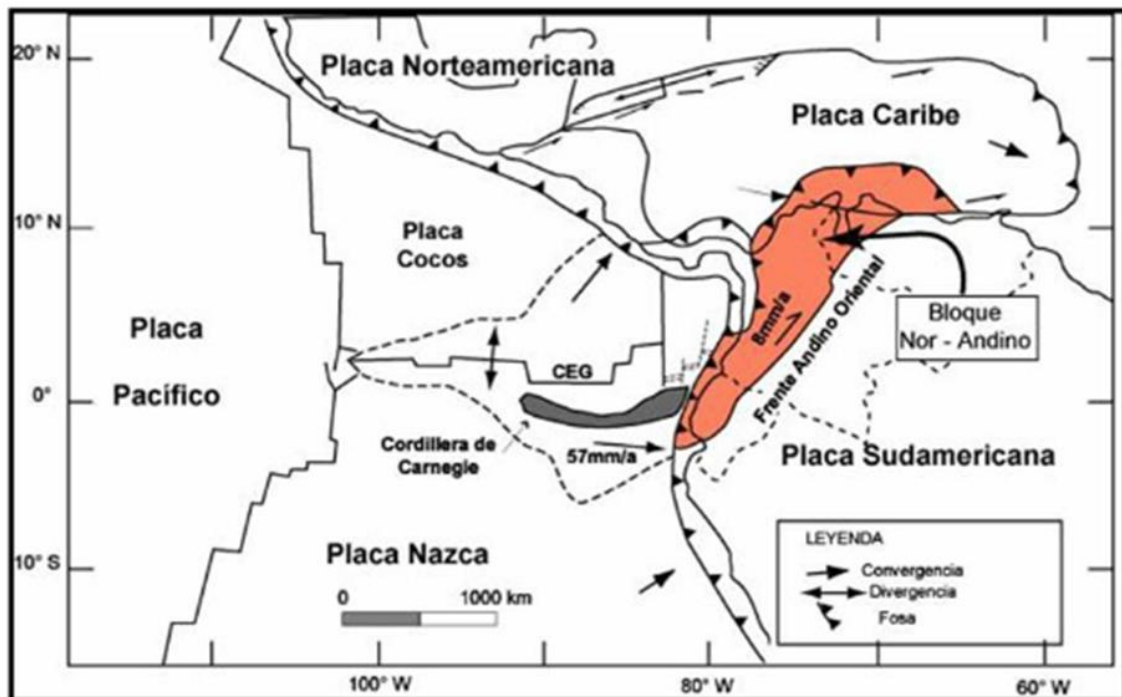 20° N
Placa Norteamericana
Placa Caribe
10° N
Placa
Cocos
Placa
Pacífico
8mm/a
Frente Andino Oriental
Bloque
Nor - Andino
0°
CEG
Cordillera de
Carnegie
57mm/a
Placa Sudamericana
Placa Nazca
10° S
0
1000 km
LEYENDA
Convergencia
Divergencia
Fosa
100° W
80° W
60° W